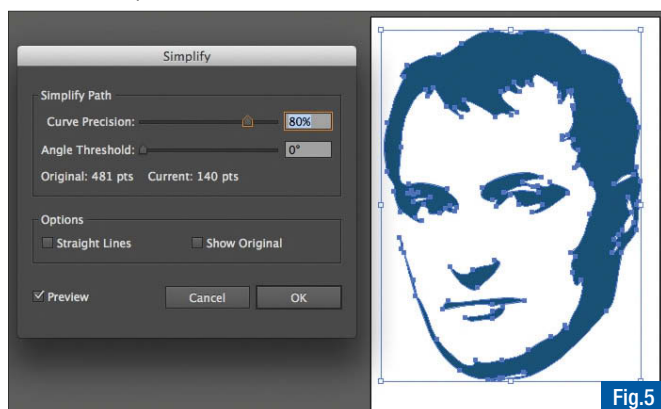 Simplify
Simplify Path
Curve Precision: 80%
Angle Threshold: 0°
Original: 481 pts Current: 140 pts
Options
Straight Lines Show Original
Preview Cancel OK
Fig.5